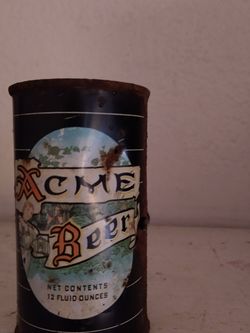 ACME
Beer
NET CONTENTS
12 FLUID OUNCES